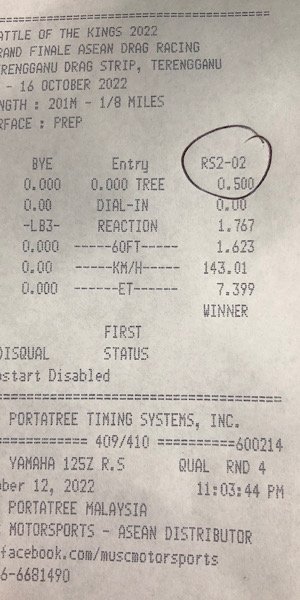 ATTLE OF THE KINGS 2022
RAND FINALE ASEAN DRAG RACING
ERENGGANU DRAG STRIP, TERENGGANU
- 16 OCTOBER 2022
NGTH : 201M - 1/8 MILES
RFACE : PREP
BYE Entry RS2-02
0.000 0.000 TREE 0.500
0.00 DIAL-IN 0.00
-LB3- REACTION 1.767
0.000 -----60FT----- 1.623
0.00 ------KM/H----- 143.01
0.000 ------ET------ 7.399
WINNER
FIRST
DISQUAL STATUS
ostart Disabled
PORTATREE TIMING SYSTEMS, INC.
=========== 409/410 ==========600214
YAMAHA 125Z R.S QUAL RND 4
ber 12, 2022 11:03:44 PM
PORTATREE MALAYSIA
MOTORSPORTS - ASEAN DISTRIBUTOR
facebook.com/muscmotorsports
6-6681490